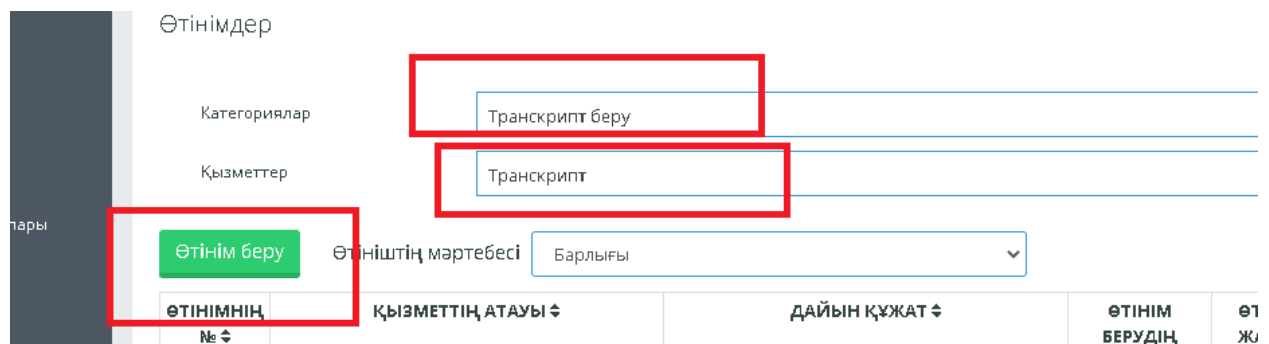 Өтінімдер
Категориялар
Транскрипт беру
Қызметтер
Транскрипт
пары
Өтінім беру
Өтініштің мәртебесі
Барлығы
ӨТІНІМНІҢ №
ҚЫЗМЕТТІҢ АТАУЫ
ДАЙЫН ҚҰЖАТ
ӨТІНІМ БЕРУДІҢ